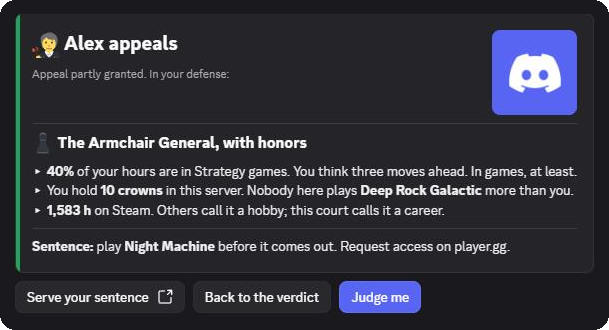 Alex appeals
Appeal partly granted. In your defense:
The Armchair General, with honors
‣ 40% of your hours are in Strategy games. You think three moves ahead. In games, at least.
‣ You hold 10 crowns in this server. Nobody here plays Deep Rock Galactic more than you.
‣ 1,583 h on Steam. Others call it a hobby; this court calls it a career.
Sentence: play Night Machine before it comes out. Request access on player.gg.
Serve your sentence
Back to the verdict
Judge me